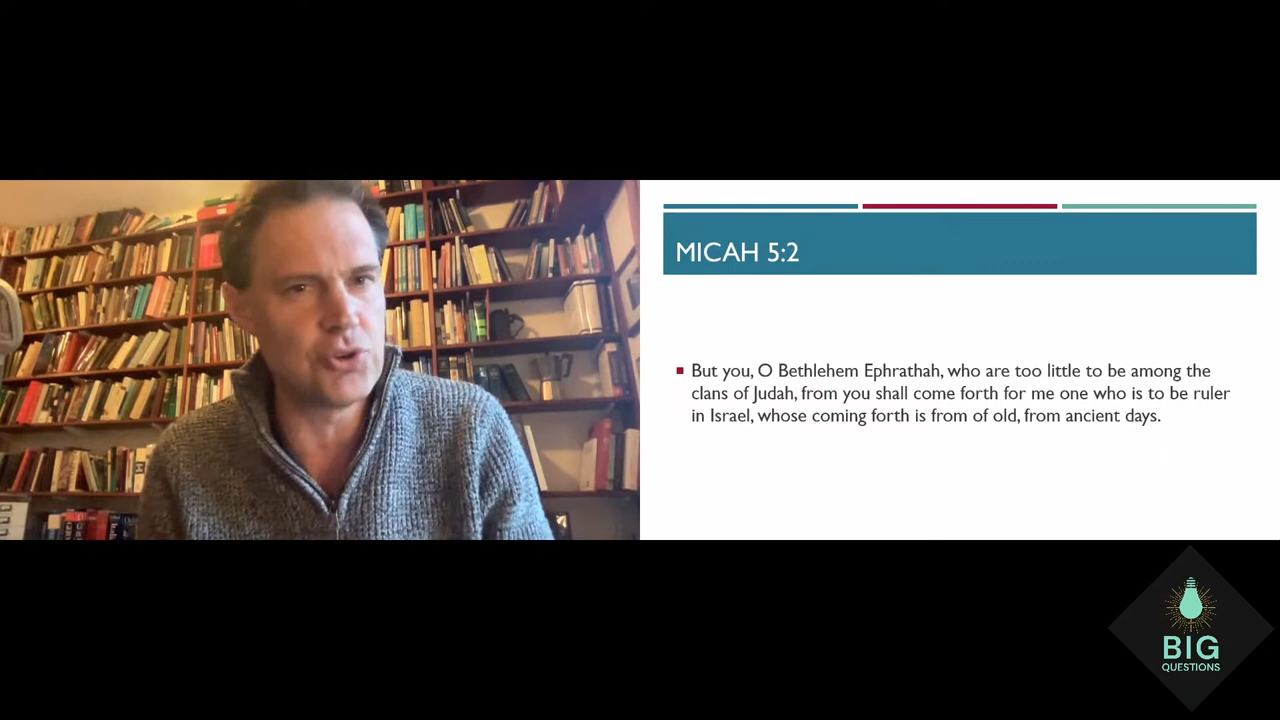 MICAH 5:2
But you, O Bethlehem Ephrathah, who are too little to be among the
clans of Judah, from you shall come forth for me one who is to be ruler
in Israel, whose coming forth is from of old, from ancient days.
BIG
QUESTIONS